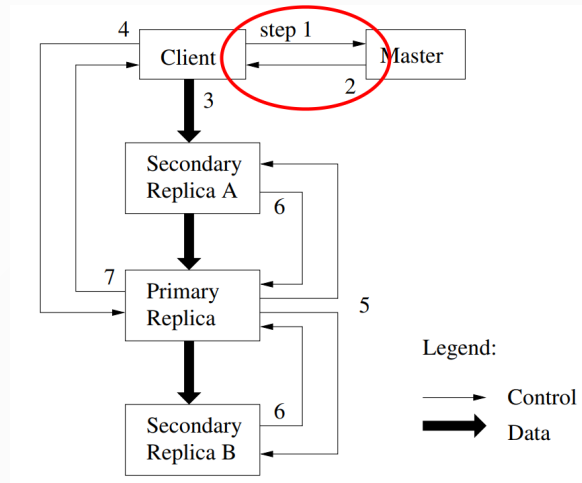 4
step 1
Client
Master
2
3
Secondary
Replica A
6
7
Primary
Replica
5
Legend:
Control
6
Secondary
Replica B
Data